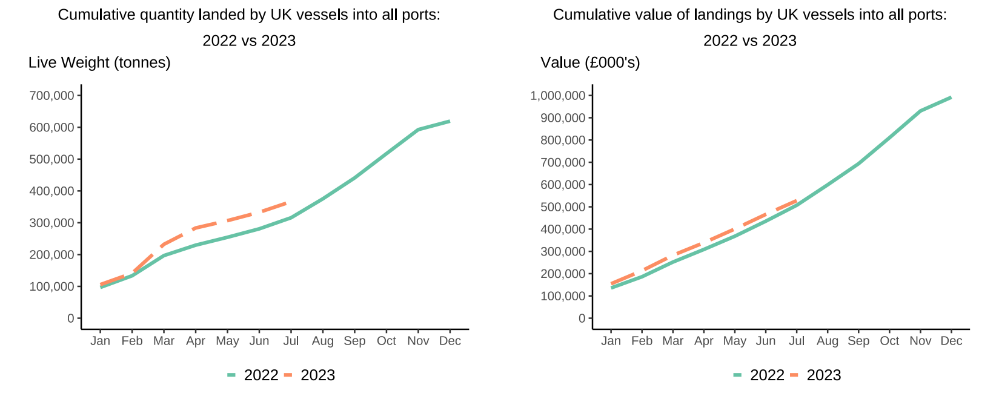 Cumulative quantity landed by UK vessels into all ports:
2022 vs 2023
Live Weight (tonnes)
700,000
600,000
500,000
400,000
300,000
200,000
100,000
0
Jan Feb Mar Apr May Jun Jul Aug Sep Oct Nov Dec
2022 2023
Cumulative value of landings by UK vessels into all ports:
2022 vs 2023
Value (£000's)
1,000,000
900,000
800,000
700,000
600,000
500,000
400,000
300,000
200,000
100,000
0
Jan Feb Mar Apr May Jun Jul Aug Sep Oct Nov Dec
2022 2023